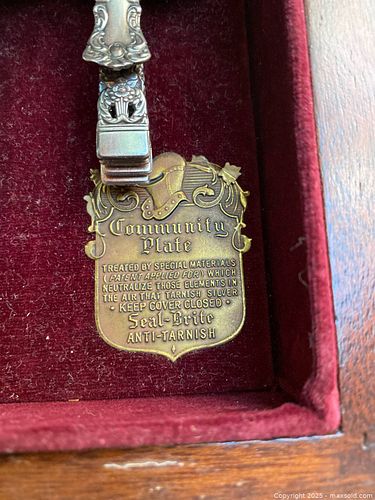 Community
Plate
TREATED BY SPECIAL MATERIALS
(PATENT APPLIED FOR) WHICH
NEUTRALIZE THOSE ELEMENTS IN
THE AIR THAT TARNISH SILVER
• KEEP COVER CLOSED •
Seal-Brite
ANTI-TARNISH
Copyright 2025 - maxsold.com